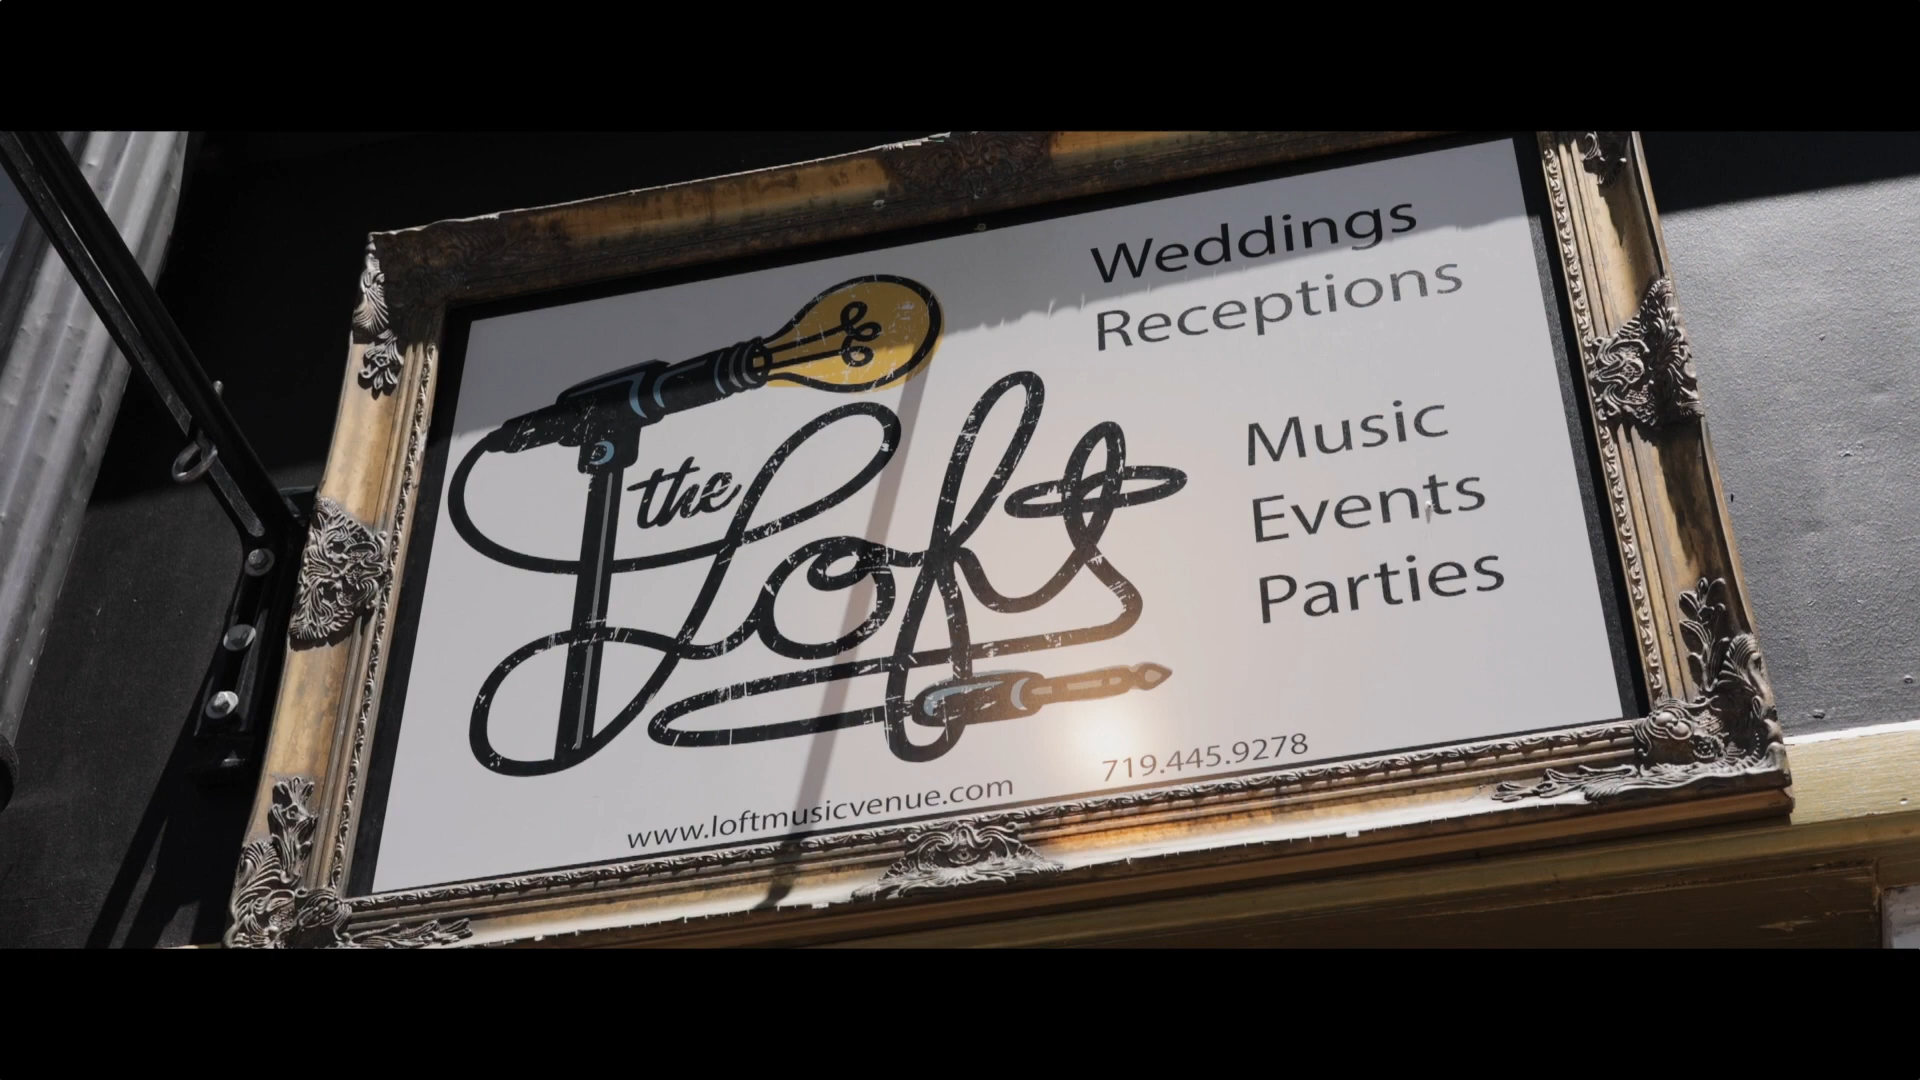 the
Loft
Weddings
Receptions
Music
Events
Parties
www.loftmusicvenue.com
719.445.9278